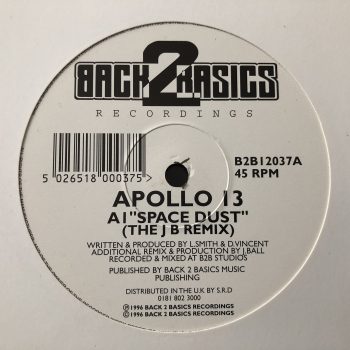 BACK 2 BASICS
RECORDINGS
B2B12037A
45 RPM
5 026518 000375
APOLLO 13
A1 "SPACE DUST"
(THE J B REMIX)
WRITTEN & PRODUCED BY L.SMITH & D.VINCENT
ADDITIONAL REMIX & PRODUCTION BY J.BALL
RECORDED & MIXED AT B2B STUDIOS
PUBLISHED BY BACK 2 BASICS MUSIC
PUBLISHING
DISTRIBUTED IN THE U.K BY S.R.D
0181 802 3000
℗1996 BACK 2 BASICS RECORDINGS
©1996 BACK 2 BASICS RECORDINGS